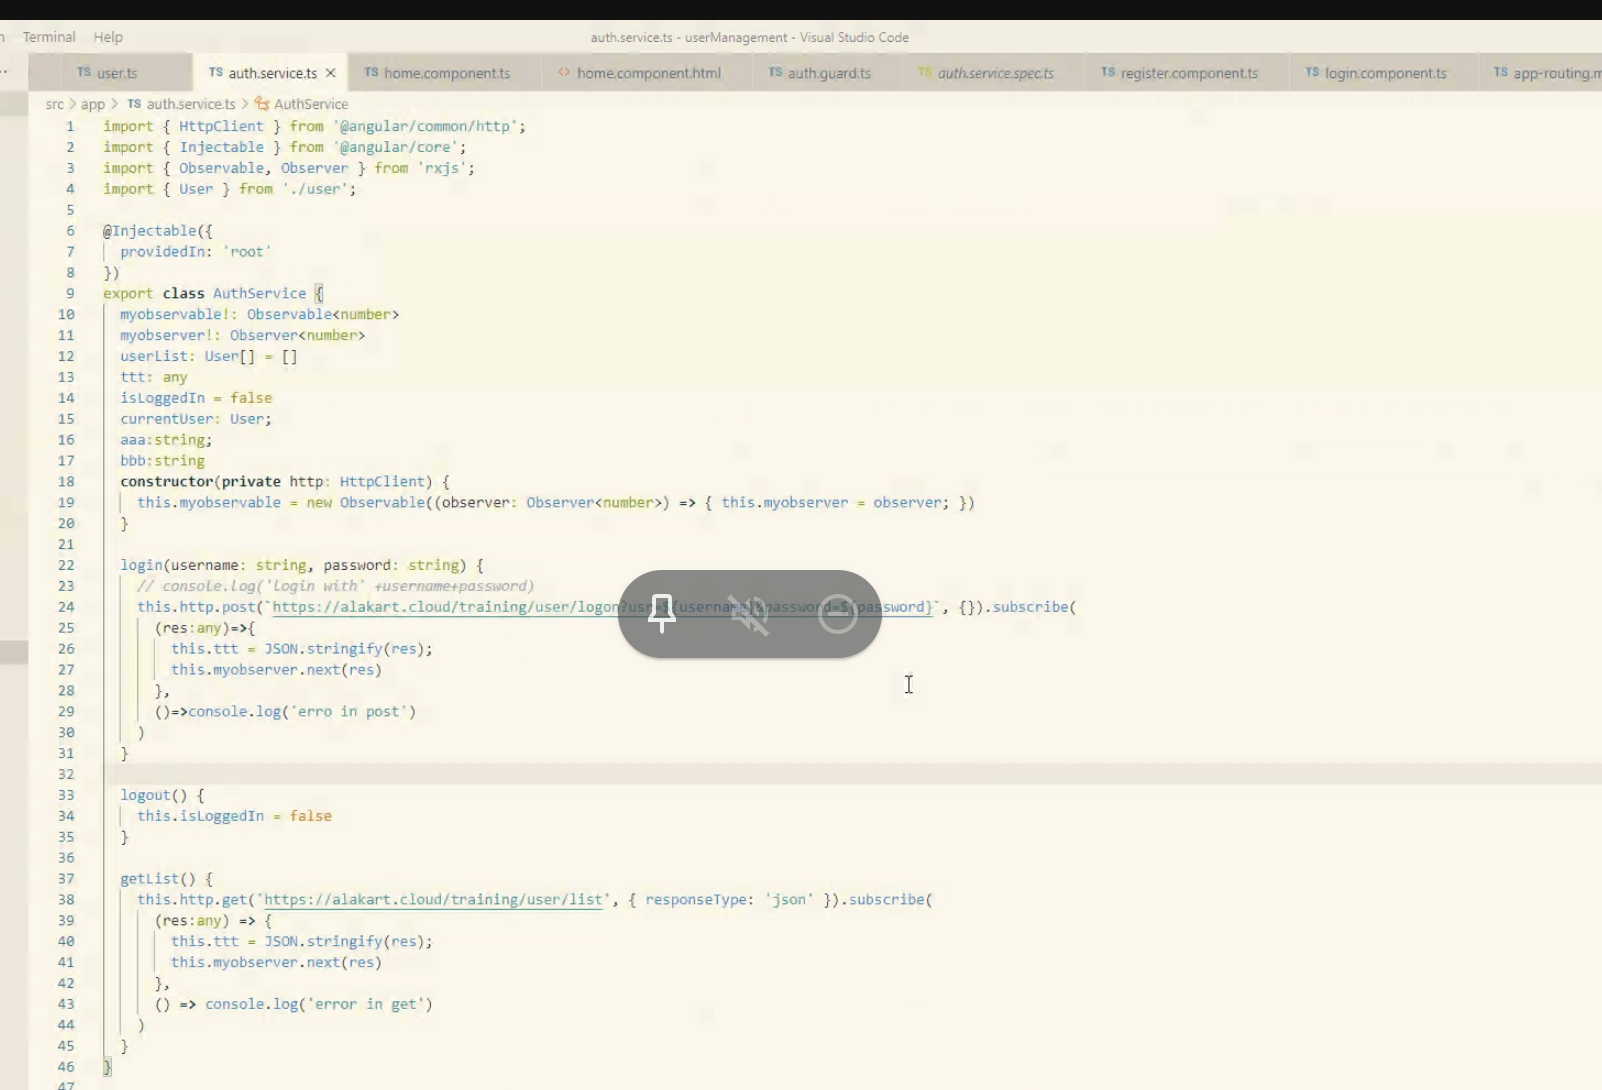 Terminal Help
auth.service.ts - userManagement - Visual Studio Code
TS user.ts TS auth.service.ts × TS home.component.ts <> home.component.html TS auth.guard.ts TS auth.service.spec.ts TS register.component.ts TS login.component.ts TS app-routing.m
src > app > TS auth.service.ts > AuthService
1 import { HttpClient } from '@angular/common/http';
2 import { Injectable } from '@angular/core';
3 import { Observable, Observer } from 'rxjs';
4 import { User } from './user';
5
6 @Injectable({
7 providedIn: 'root'
8 })
9 export class AuthService {
10 myobservable!: Observable<number>
11 myobserver!: Observer<number>
12 userList: User[] = []
13 ttt: any
14 isLoggedIn = false
15 currentUser: User;
16 aaa:string;
17 bbb:string
18 constructor(private http: HttpClient) {
19 this.myobservable = new Observable((observer: Observer<number>) => { this.myobserver = observer; })
20 }
21
22 login(username: string, password: string) {
23 // console.log('login with' +username+password)
24 this.http.post(`https://alakart.cloud/training/user/logon?usr=${username}&password=${password}`, {}).subscribe(
25 (res:any)=>{
26 this.ttt = JSON.stringify(res);
27 this.myobserver.next(res)
28 },
29 ()=>console.log('erro in post')
30 )
31 }
32
33 logout() {
34 this.isLoggedIn = false
35 }
36
37 getList() {
38 this.http.get('https://alakart.cloud/training/user/list', { responseType: 'json' }).subscribe(
39 (res:any) => {
40 this.ttt = JSON.stringify(res);
41 this.myobserver.next(res)
42 },
43 () => console.log('error in get')
44 )
45 }
46 }
47